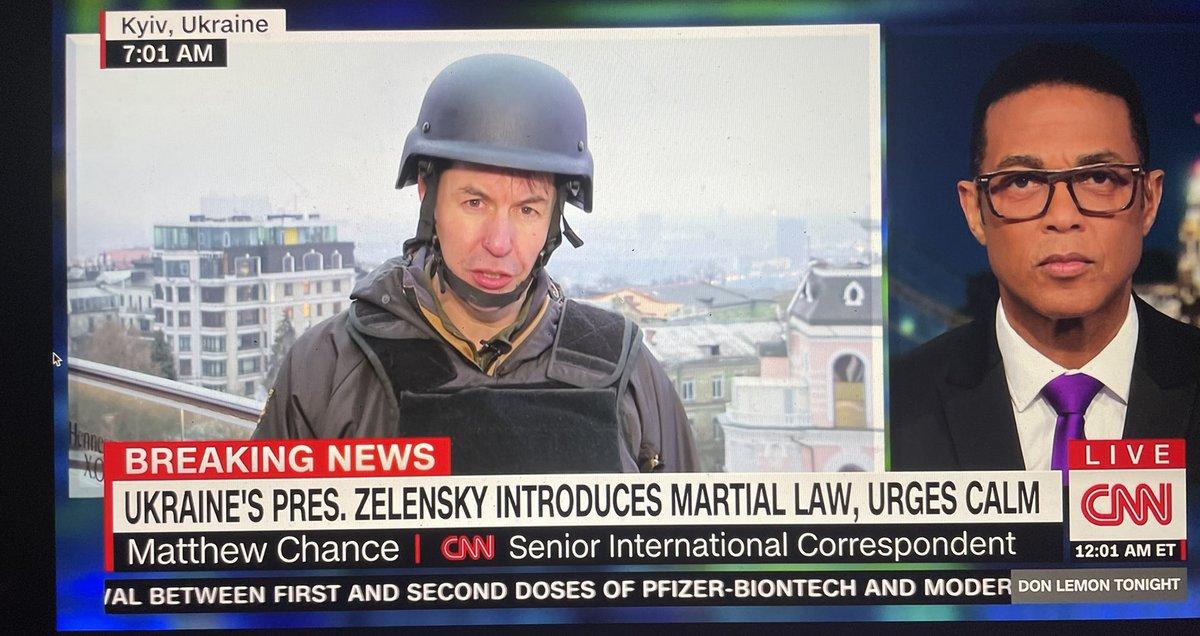 Kyiv, Ukraine
7:01 AM
XO
BREAKING NEWS
UKRAINE'S PRES. ZELENSKY INTRODUCES MARTIAL LAW, URGES CALM
Matthew Chance | CNN Senior International Correspondent
BETWEEN FIRST AND SECOND DOSES OF PFIZER-BIONTECH AND
LIVE
CNN
12:01 AM ET
DON LEMON TONIGHT